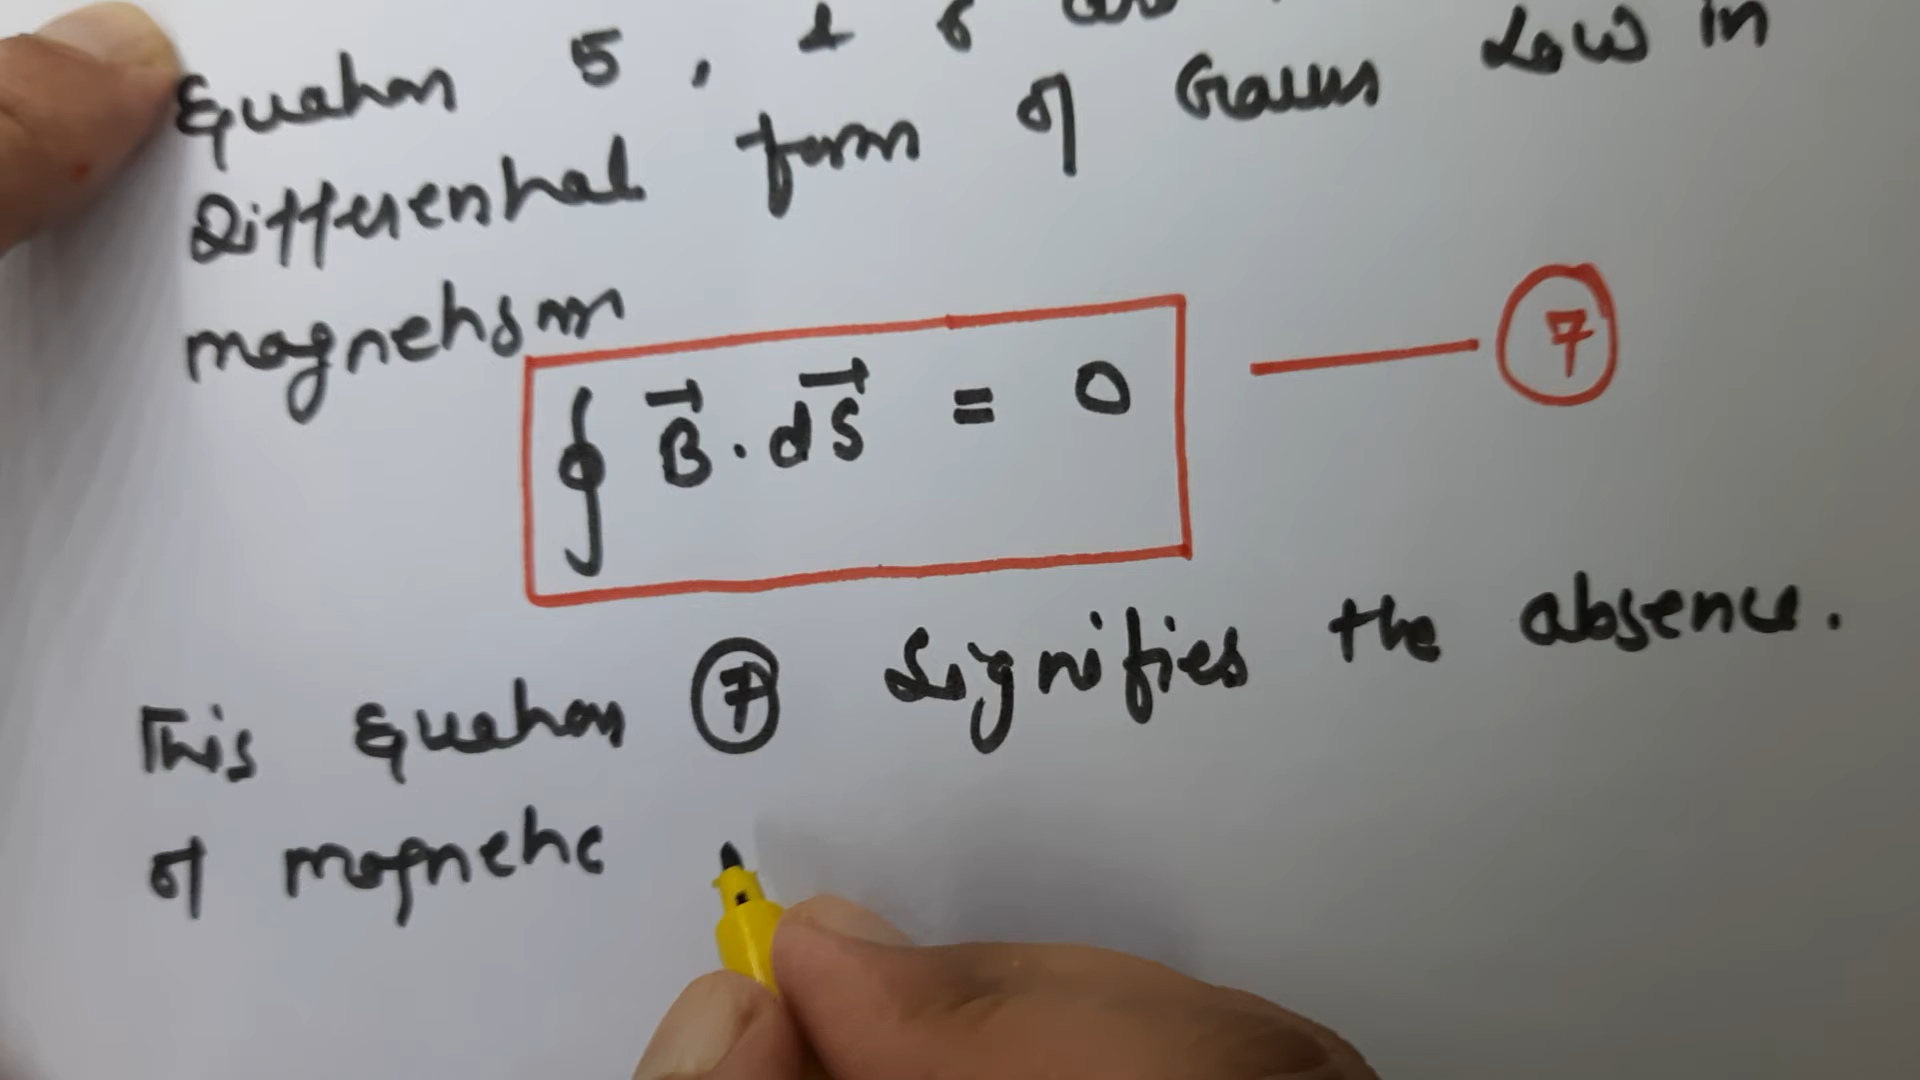 Equation 5, & 6 are
Differential form of Gauss Law in
magnetism
∮ B⃗ . dS⃗ = 0 —— 7
This Equation 7 Signifies the absence.
of magnetic